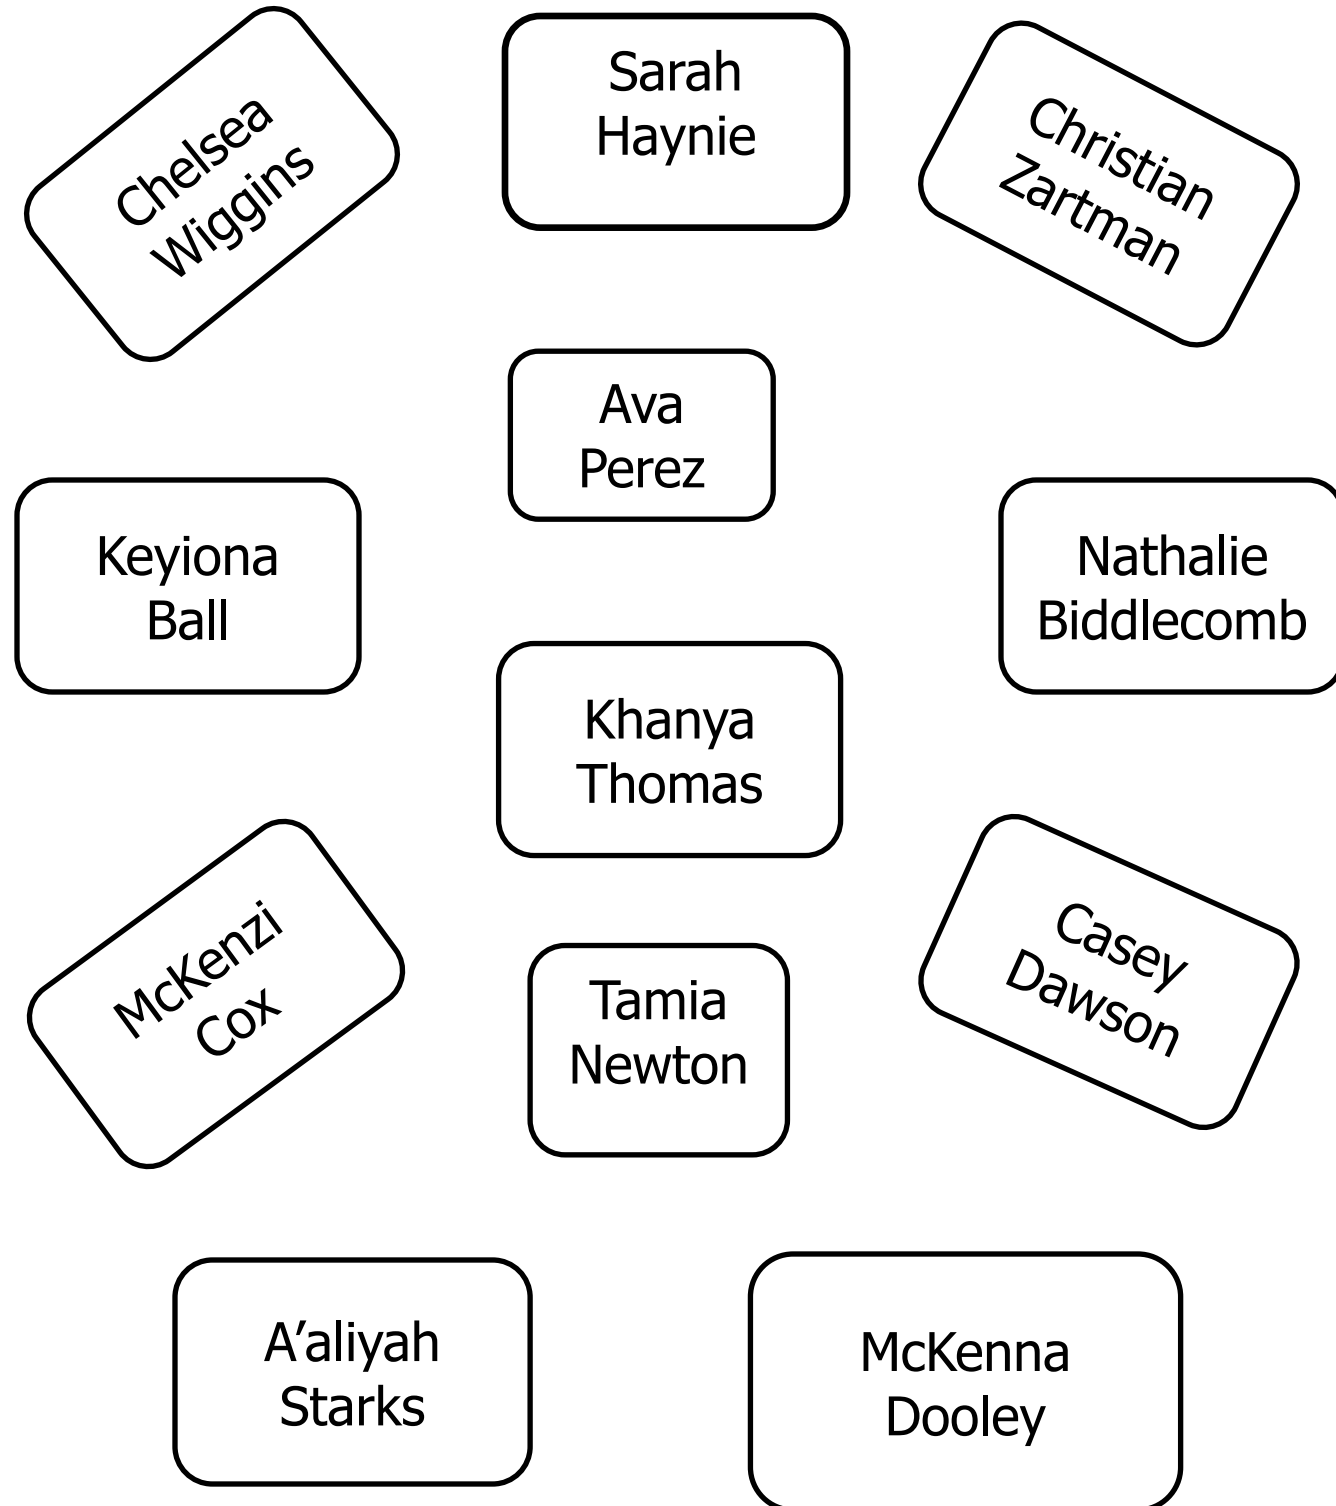 Chelsea
Wiggins
Sarah
Haynie
Christian
Zartman
Ava
Perez
Keyiona
Ball
Nathalie
Biddlecomb
Khanya
Thomas
McKenzi
Cox
Tamia
Newton
Casey
Dawson
A’aliyah
Starks
McKenna
Dooley